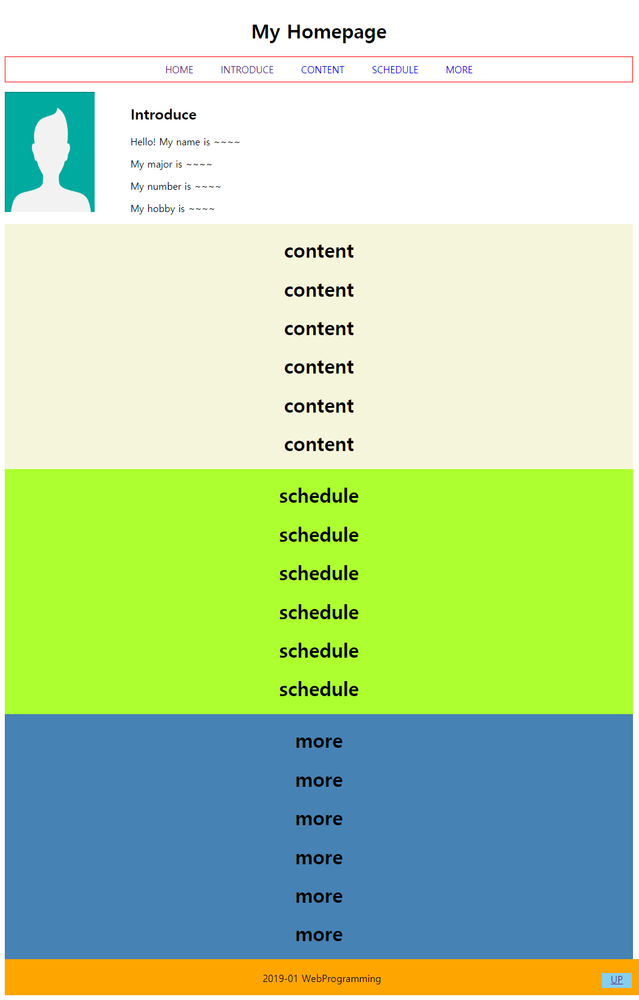 My Homepage
HOME INTRODUCE CONTENT SCHEDULE MORE
Introduce
Hello! My name is ~~~~
My major is ~~~~
My number is ~~~~
My hobby is ~~~~
content
content
content
content
content
content
schedule
schedule
schedule
schedule
schedule
schedule
more
more
more
more
more
more
2019-01 WebProgramming
UP